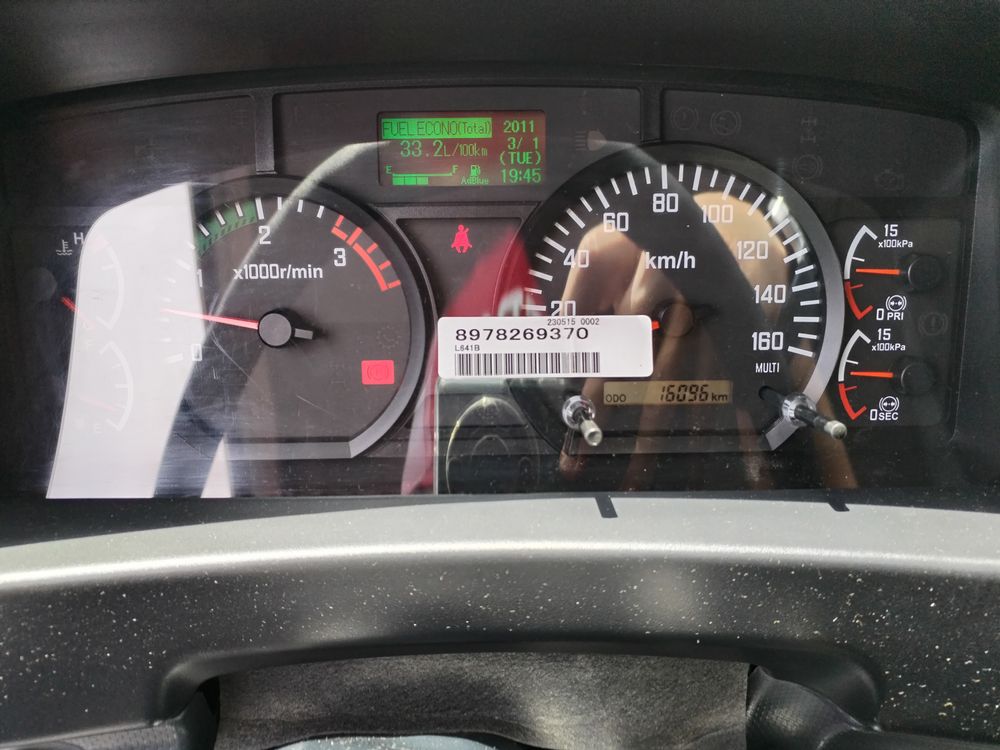 FUEL ECONO(Total)
33.2L/100km
E F
AdBlue
2011
3/ 1
(TUE)
19:45
H
0
1
2
3
x1000r/min
20
40
60
80
100
120
140
160
km/h
MULTI
230515 0002
8978269370
L641B
ODO 16096 km
15
x100kPa
0 PRI
15
x100kPa
0 SEC